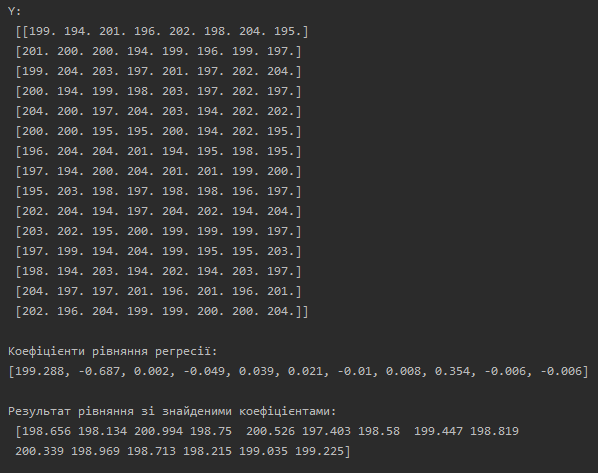 Y:
[[199. 194. 201. 196. 202. 198. 204. 195.]
[201. 200. 200. 194. 199. 196. 199. 197.]
[199. 204. 203. 197. 201. 197. 202. 204.]
[200. 194. 199. 198. 203. 197. 202. 197.]
[204. 200. 197. 204. 203. 194. 202. 202.]
[200. 200. 195. 195. 200. 194. 202. 195.]
[196. 204. 204. 201. 194. 195. 198. 195.]
[197. 194. 200. 204. 201. 201. 199. 200.]
[195. 203. 198. 197. 198. 198. 196. 197.]
[202. 204. 194. 197. 204. 202. 194. 204.]
[203. 202. 195. 200. 199. 199. 199. 197.]
[197. 199. 194. 204. 199. 195. 195. 203.]
[198. 194. 203. 194. 202. 194. 203. 197.]
[204. 197. 197. 201. 196. 201. 196. 201.]
[202. 196. 204. 199. 199. 200. 200. 204.]]
Коефіцієнти рівняння регресії:
[199.288, -0.687, 0.002, -0.049, 0.039, 0.021, -0.01, 0.008, 0.354, -0.006, -0.006]
Результат рівняння зі знайденими коефіцієнтами:
[198.656 198.134 200.994 198.75  200.526 197.403 198.58  199.447 198.819
200.339 198.969 198.713 198.215 199.035 199.225]